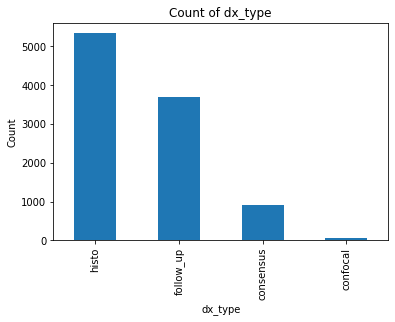 Count of dx_type
Count
5000
4000
3000
2000
1000
0
histo
follow_up
consensus
confocal
dx_type